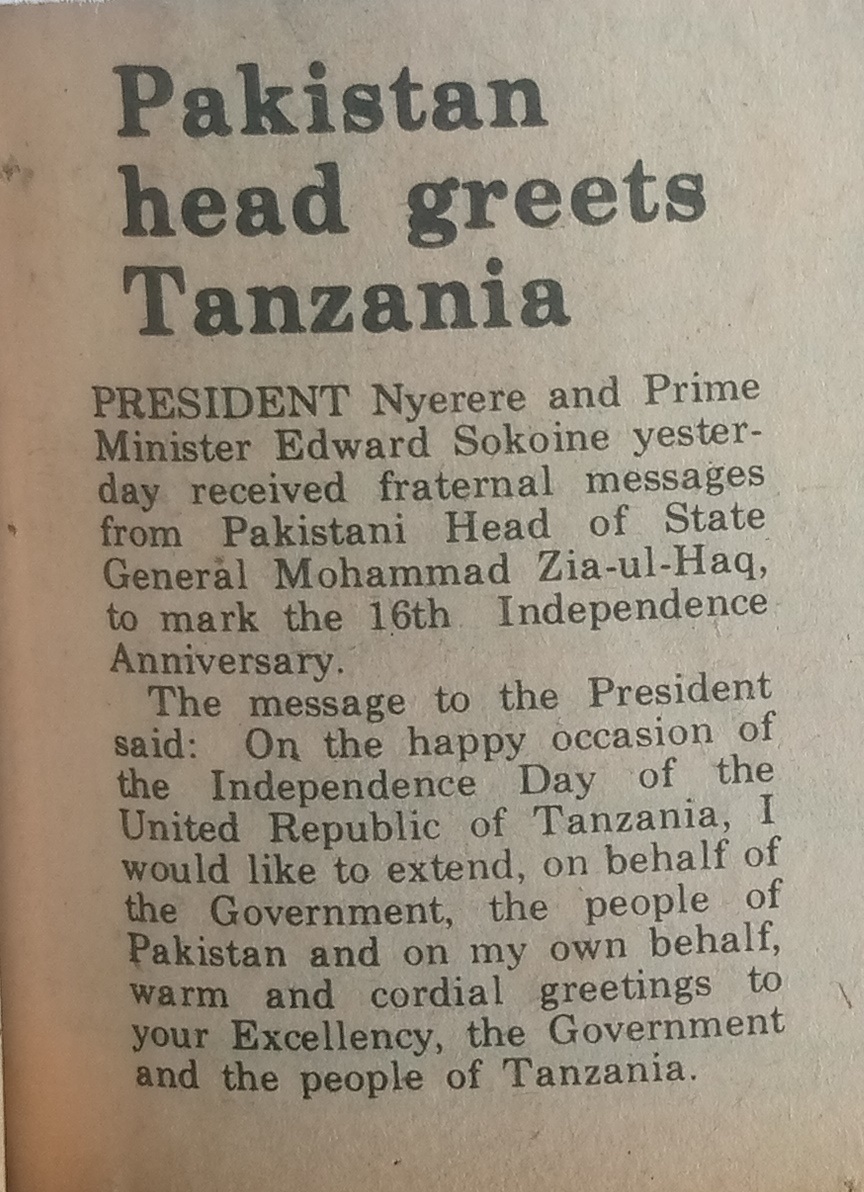 Pakistan
head greets
Tanzania
PRESIDENT Nyerere and Prime
Minister Edward Sokoine yester-
day received fraternal messages
from Pakistani Head of State
General Mohammad Zia-ul-Haq,
to mark the 16th Independence
Anniversary.
The message to the President
said: On the happy occasion of
the Independence Day of the
United Republic of Tanzania, I
would like to extend, on behalf of
the Government, the people of
Pakistan and on my own behalf,
warm and cordial greetings to
your Excellency, the Government
and the people of Tanzania.